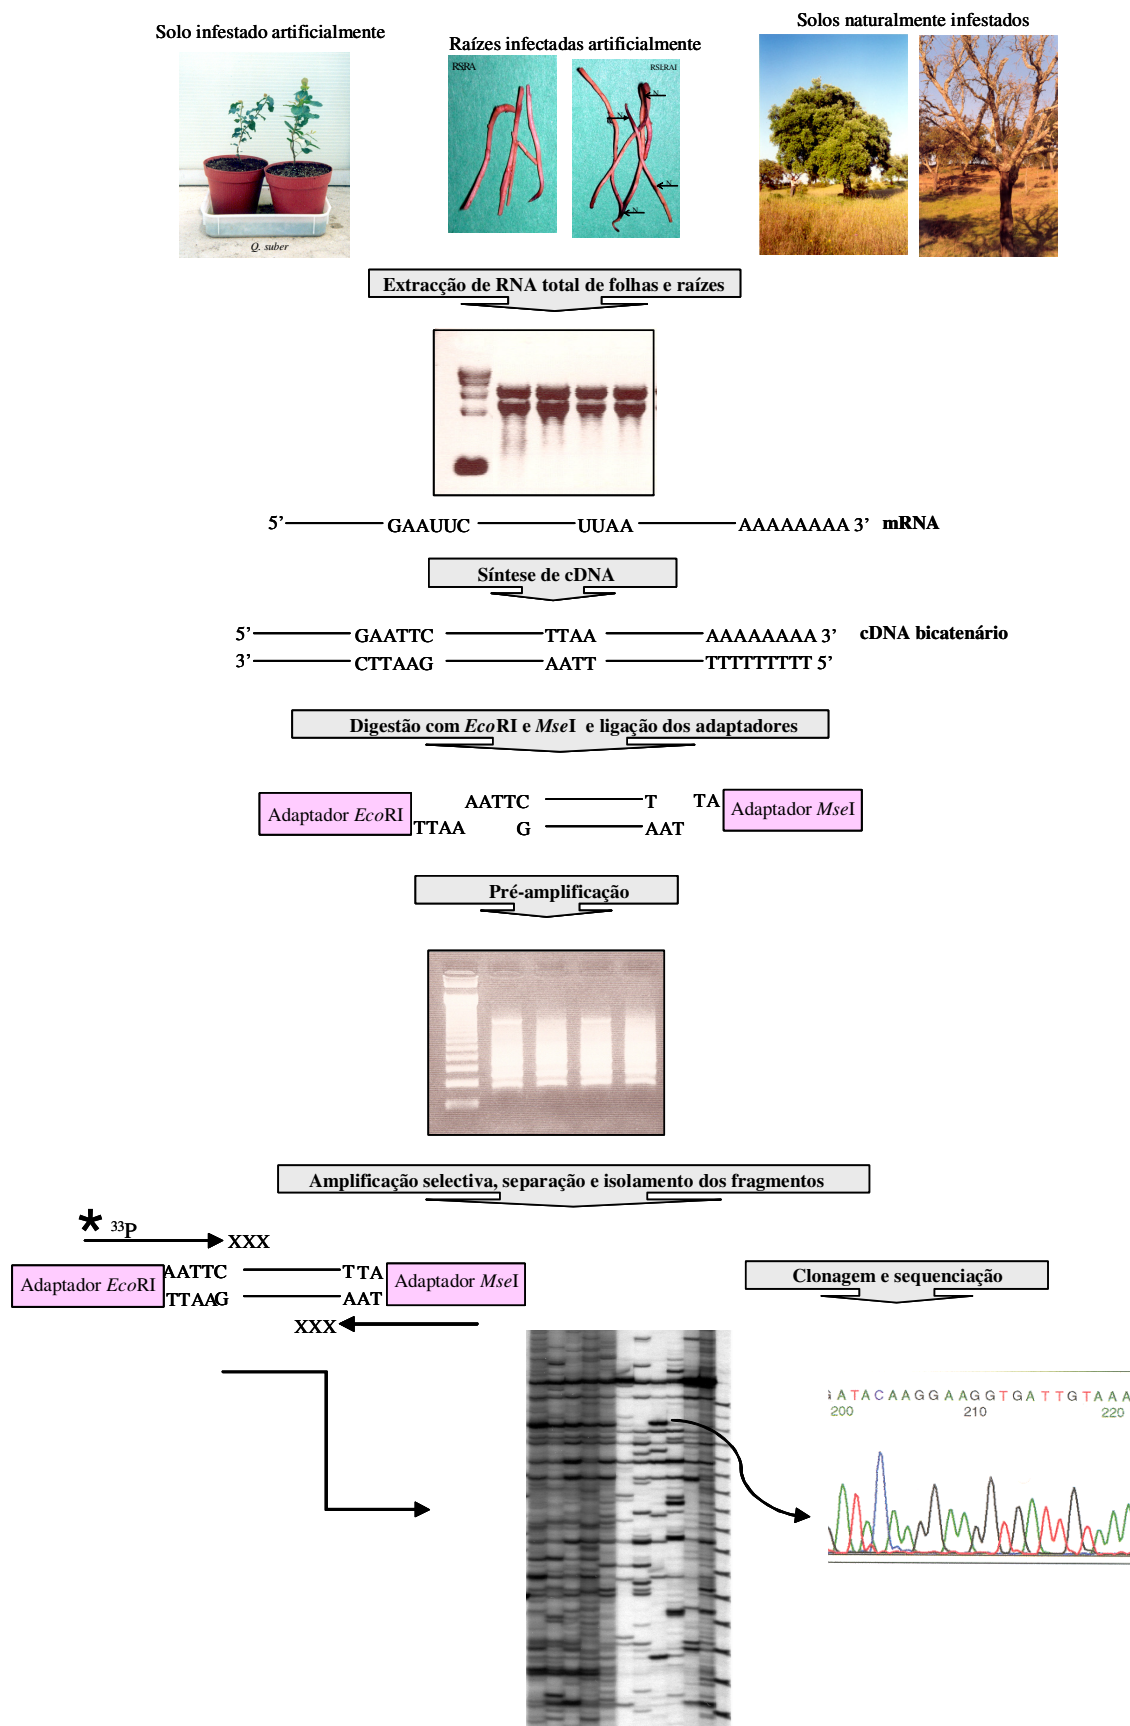 Solo infestado artificialmente
Raízes infectadas artificialmente
Solos naturalmente infestados
RSRA
RSI.RAI
N
N
N
N
N
Q. suber
Extracção de RNA total de folhas e raízes
5’ GAAUUC UUAA AAAAAAAA 3’ mRNA
Síntese de cDNA
5’ GAATTC TTAA AAAAAAAA 3’ cDNA bicatenário
3’ CTTAAG AATT TTTTTTTTT 5’
Digestão com EcoRI e MseI e ligação dos adaptadores
Adaptador EcoRI AATTC T TA Adaptador MseI
TTAA G AAT
Pré-amplificação
Amplificação selectiva, separação e isolamento dos fragmentos
* ³³P XXX
Adaptador EcoRI AATTC TTA Adaptador MseI
TTAAG AAT
XXX
Clonagem e sequenciação
GATACAAGGAAGGTGATTGTAAA
200 210 220